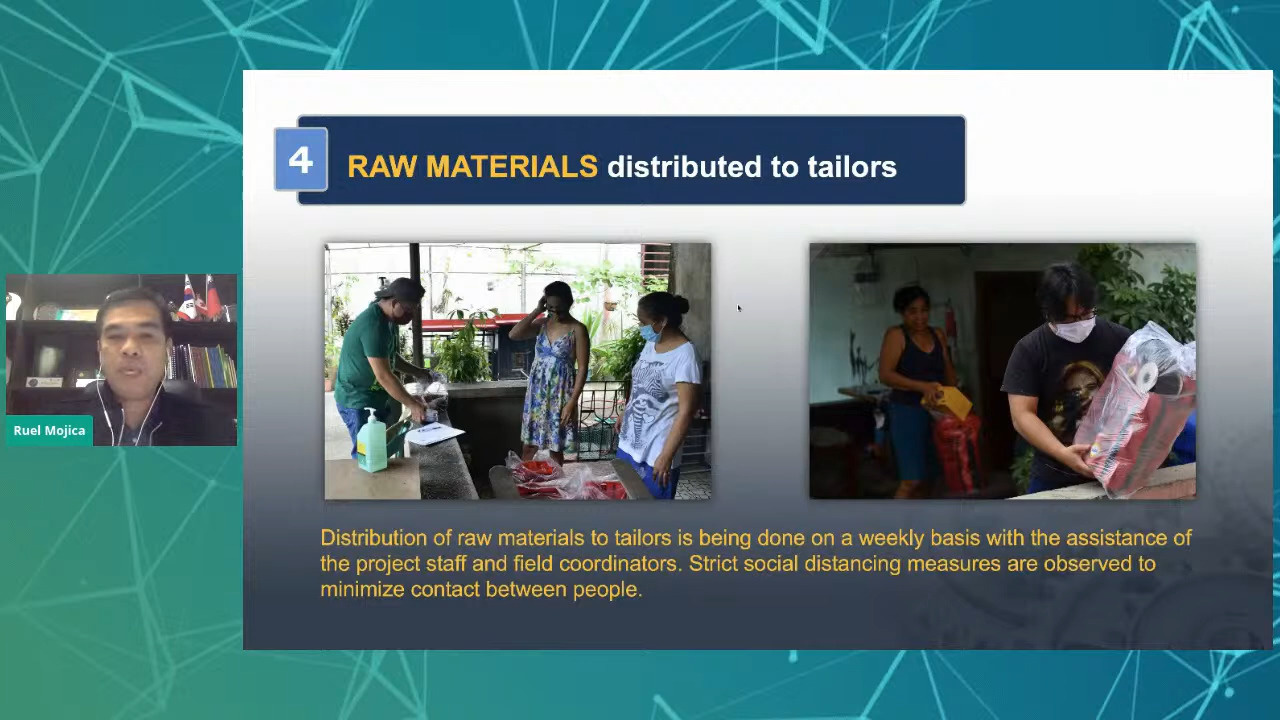 4
RAW MATERIALS distributed to tailors
Ruel Mojica
Distribution of raw materials to tailors is being done on a weekly basis with the assistance of
the project staff and field coordinators. Strict social distancing measures are observed to
minimize contact between people.